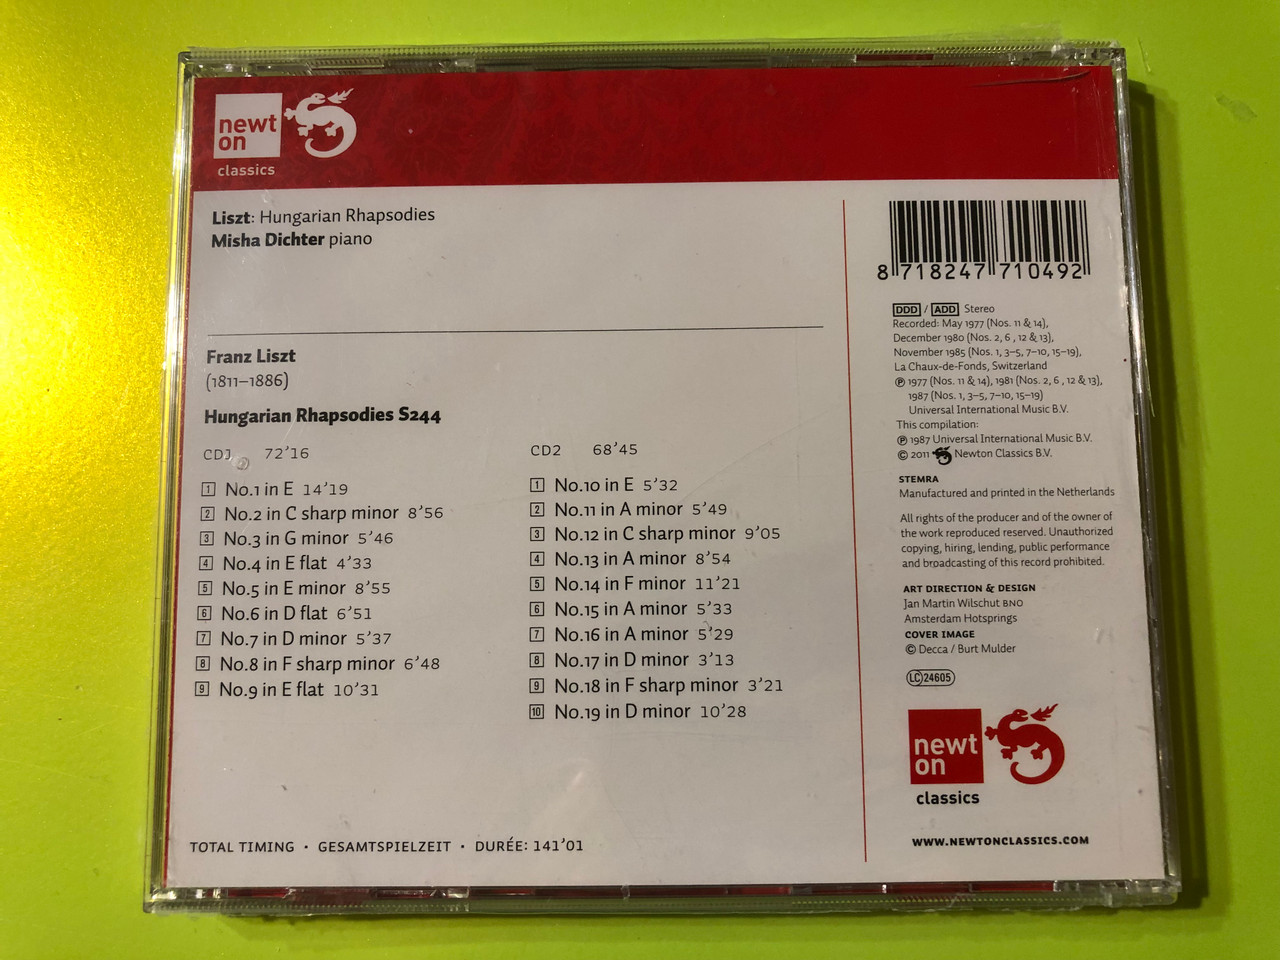 newt
on
classics
Liszt: Hungarian Rhapsodies
Misha Dichter piano
Franz Liszt
(1811–1886)
Hungarian Rhapsodies S244
CD1 72’16
1 No.1 in E 14’19
2 No.2 in C sharp minor 8’56
3 No.3 in G minor 5’46
4 No.4 in E flat 4’33
5 No.5 in E minor 8’55
6 No.6 in D flat 6’51
7 No.7 in D minor 5’37
8 No.8 in F sharp minor 6’48
9 No.9 in E flat 10’31
CD2 68’45
1 No.10 in E 5’32
2 No.11 in A minor 5’49
3 No.12 in C sharp minor 9’05
4 No.13 in A minor 8’54
5 No.14 in F minor 11’21
6 No.15 in A minor 5’33
7 No.16 in A minor 5’29
8 No.17 in D minor 3’13
9 No.18 in F sharp minor 3’21
10 No.19 in D minor 10’28
TOTAL TIMING · GESAMTSPIELZEIT · DURÉE: 141’01
8 718247 710492
DDD / ADD Stereo
Recorded: May 1977 (Nos. 11 & 14),
December 1980 (Nos. 2, 6 , 12 & 13),
November 1985 (Nos. 1, 3–5, 7–10, 15–19),
La Chaux-de-Fonds, Switzerland
℗ 1977 (Nos. 11 & 14), 1981 (Nos. 2, 6 , 12 & 13),
1987 (Nos. 1, 3–5, 7–10, 15–19)
Universal International Music B.V.
This compilation:
℗ 1987 Universal International Music B.V.
© 2011 Newton Classics B.V.
STEMRA
Manufactured and printed in the Netherlands
All rights of the producer and of the owner of
the work reproduced reserved. Unauthorized
copying, hiring, lending, public performance
and broadcasting of this record prohibited.
ART DIRECTION & DESIGN
Jan Martin Wilschut BNO
Amsterdam Hotsprings
COVER IMAGE
© Decca / Burt Mulder
LC 24605
newt
on
classics
WWW.NEWTONCLASSICS.COM